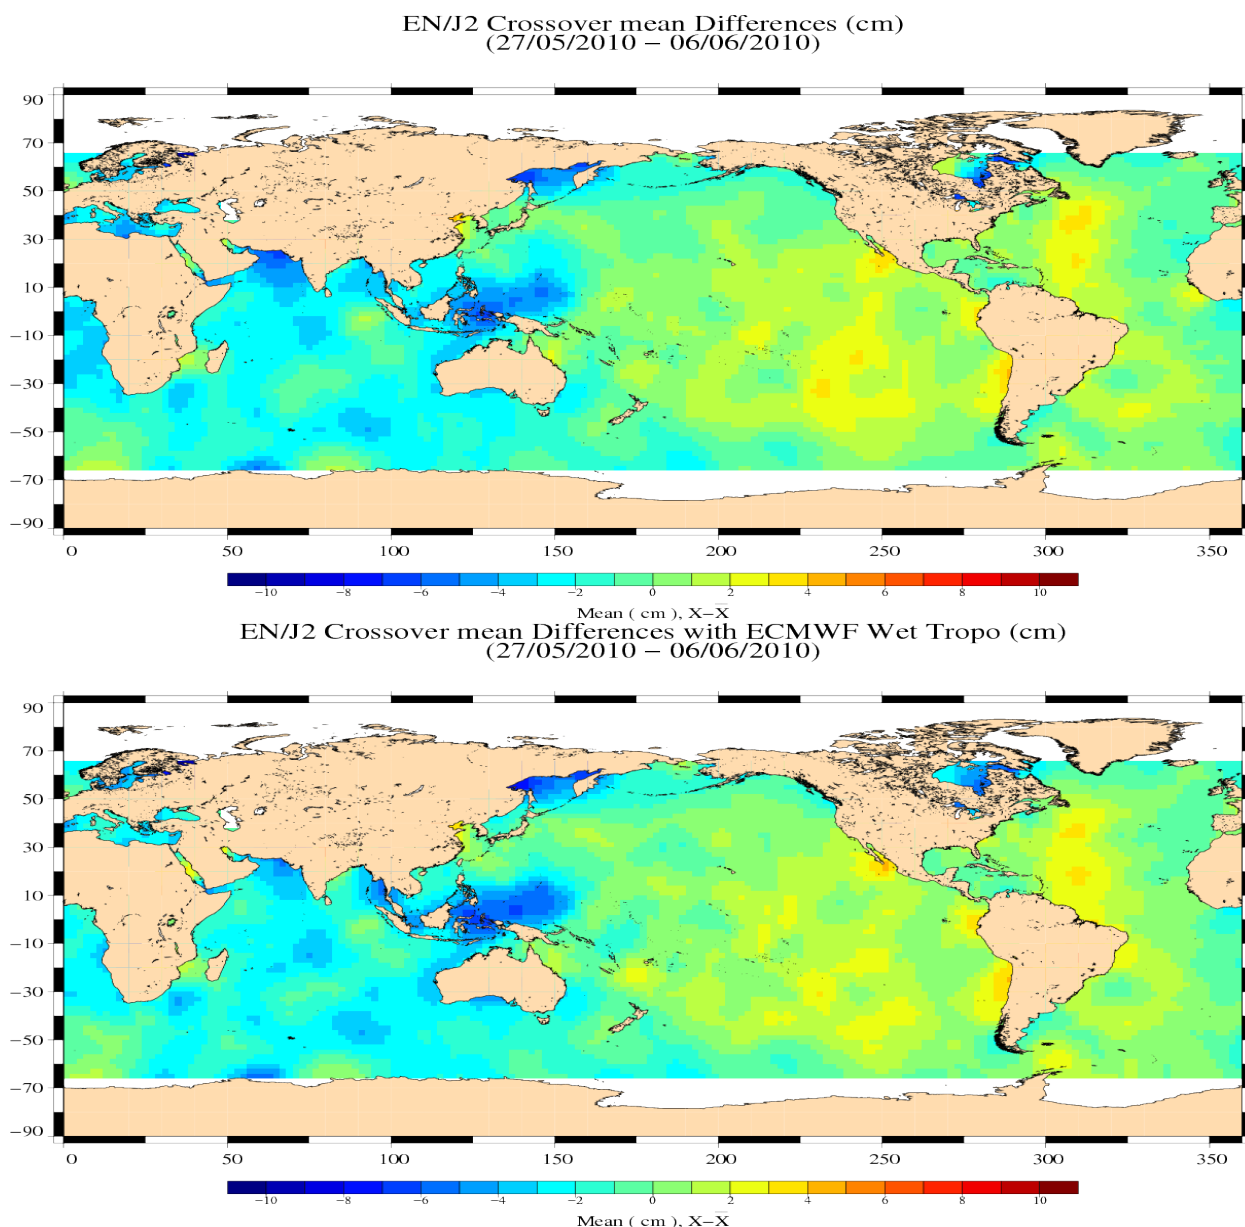 EN/J2 Crossover mean Differences (cm)
(27/05/2010 – 06/06/2010)
90
70
50
30
10
−10
−30
−50
−70
−90
0 50 100 150 200 250 300 350
−10 −8 −6 −4 −2 0 2 4 6 8 10
Mean ( cm ), X−X̄
EN/J2 Crossover mean Differences with ECMWF Wet Tropo (cm)
(27/05/2010 – 06/06/2010)
90
70
50
30
10
−10
−30
−50
−70
−90
0 50 100 150 200 250 300 350
−10 −8 −6 −4 −2 0 2 4 6 8 10
Mean ( cm ), X−X̄